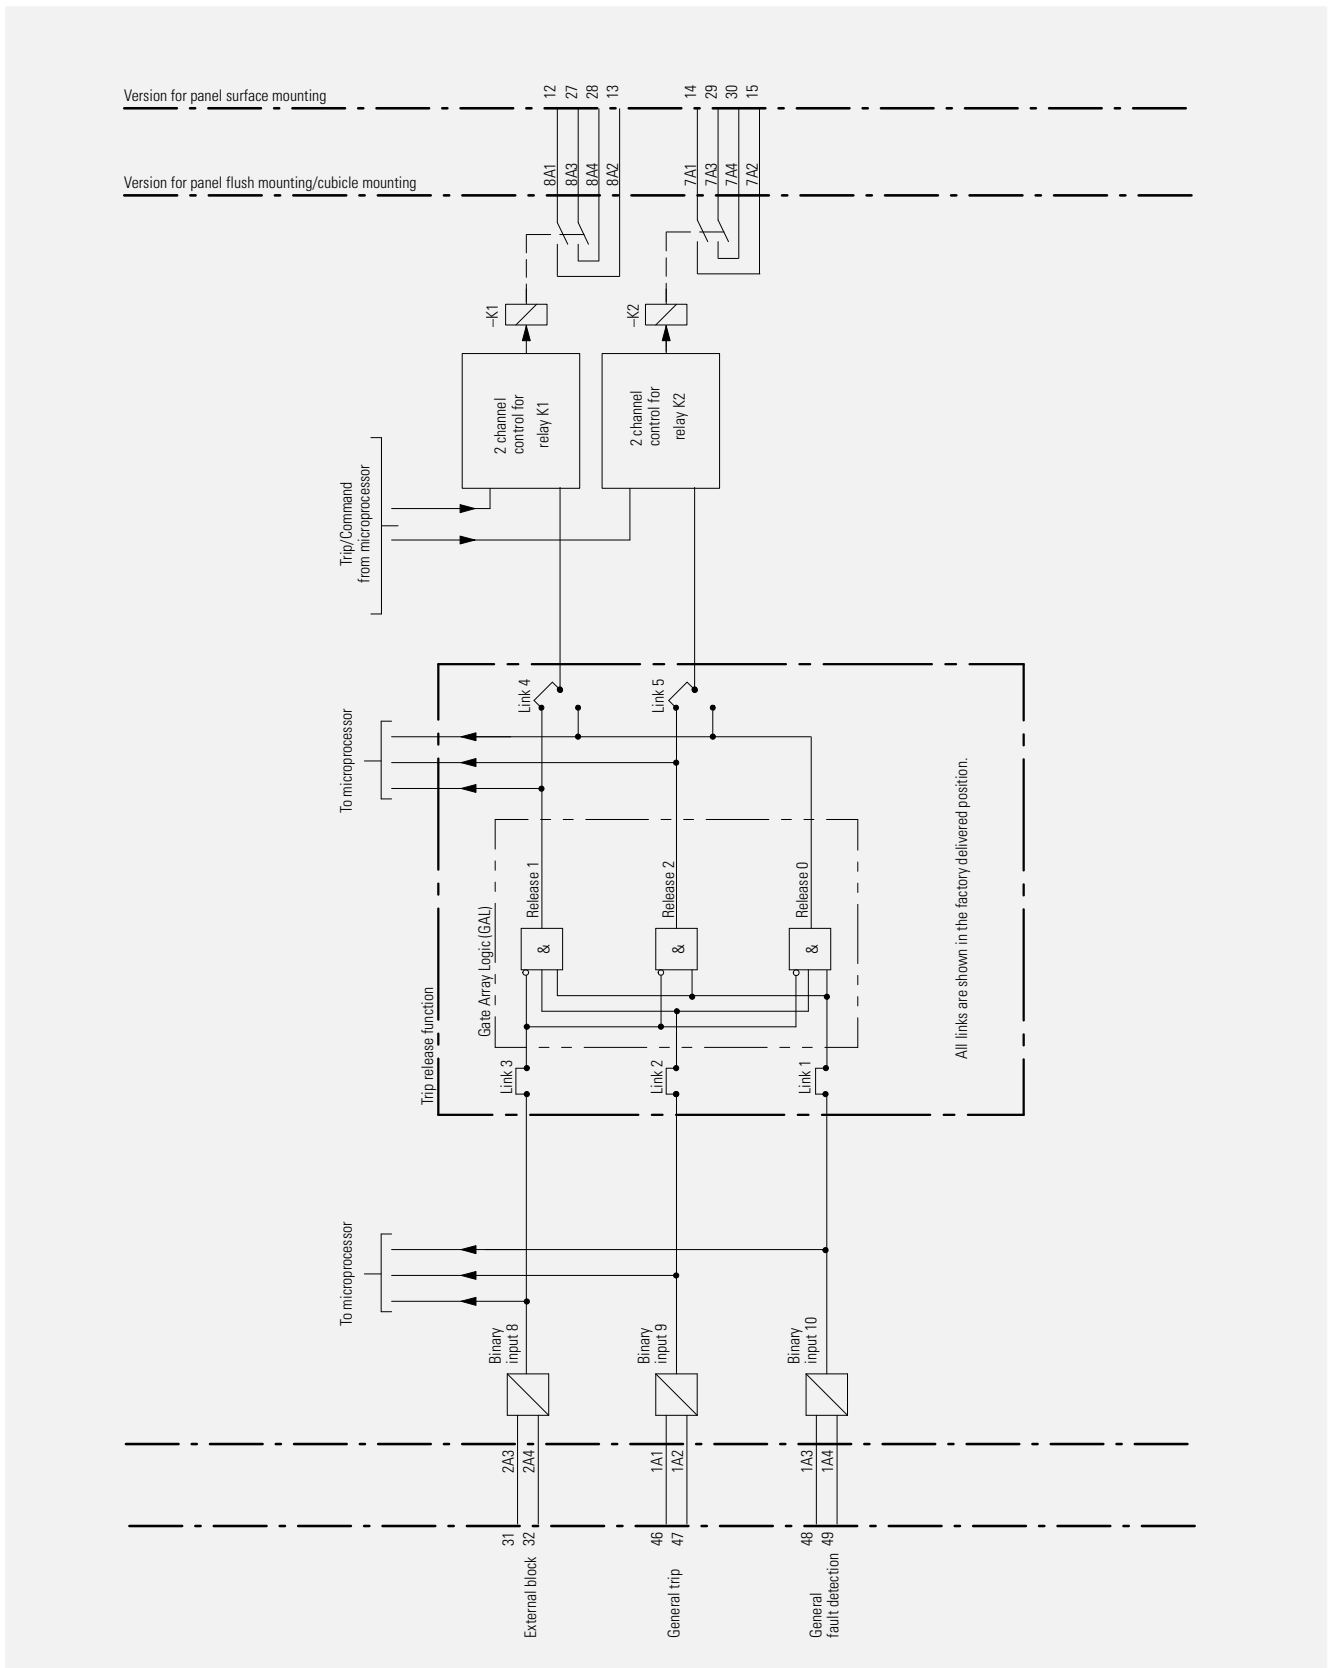 Version for panel surface mounting
12
27
28
13
14
29
30
15
Version for panel flush mounting/cubicle mounting
8A1
8A3
8A4
8A2
7A1
7A3
7A4
7A2
–K1
–K2
2 channel
control for
relay K1
2 channel
control for
relay K2
Trip/Command
from microprocessor
Link 4
Link 5
To microprocessor
Release 1
Release 2
Release 0
Gate Array Logic (GAL)
&
&
&
Trip release function
All links are shown in the factory delivered position.
Link 3
Link 2
Link 1
To microprocessor
Binary
input 8
Binary
input 9
Binary
input 10
2A3
2A4
1A1
1A2
1A3
1A4
31
32
46
47
48
49
External block
General trip
General
fault detection